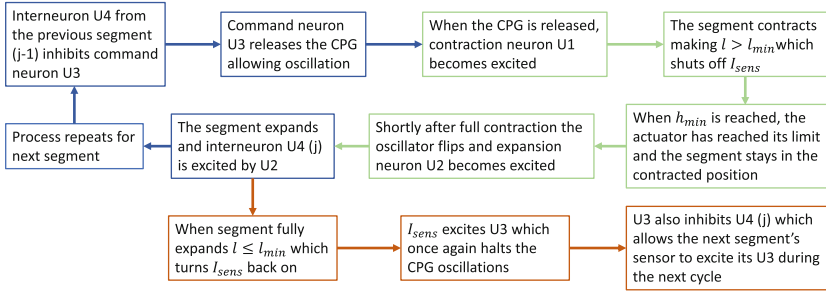 Interneuron U4 from
the previous segment
(j-1) inhibits command
neuron U3
Command neuron
U3 releases the CPG
allowing oscillation
When the CPG is released,
contraction neuron U1
becomes excited
The segment contracts
making l > l_min which
shuts off I_sens
When h_min is reached, the
actuator has reached its limit
and the segment stays in the
contracted position
Shortly after full contraction the
oscillator flips and expansion
neuron U2 becomes excited
The segment expands
and interneuron U4 (j)
is excited by U2
Process repeats for
next segment
When segment fully
expands l ≤ l_min which
turns I_sens back on
I_sens excites U3 which
once again halts the
CPG oscillations
U3 also inhibits U4 (j) which
allows the next segment's
sensor to excite its U3 during
the next cycle